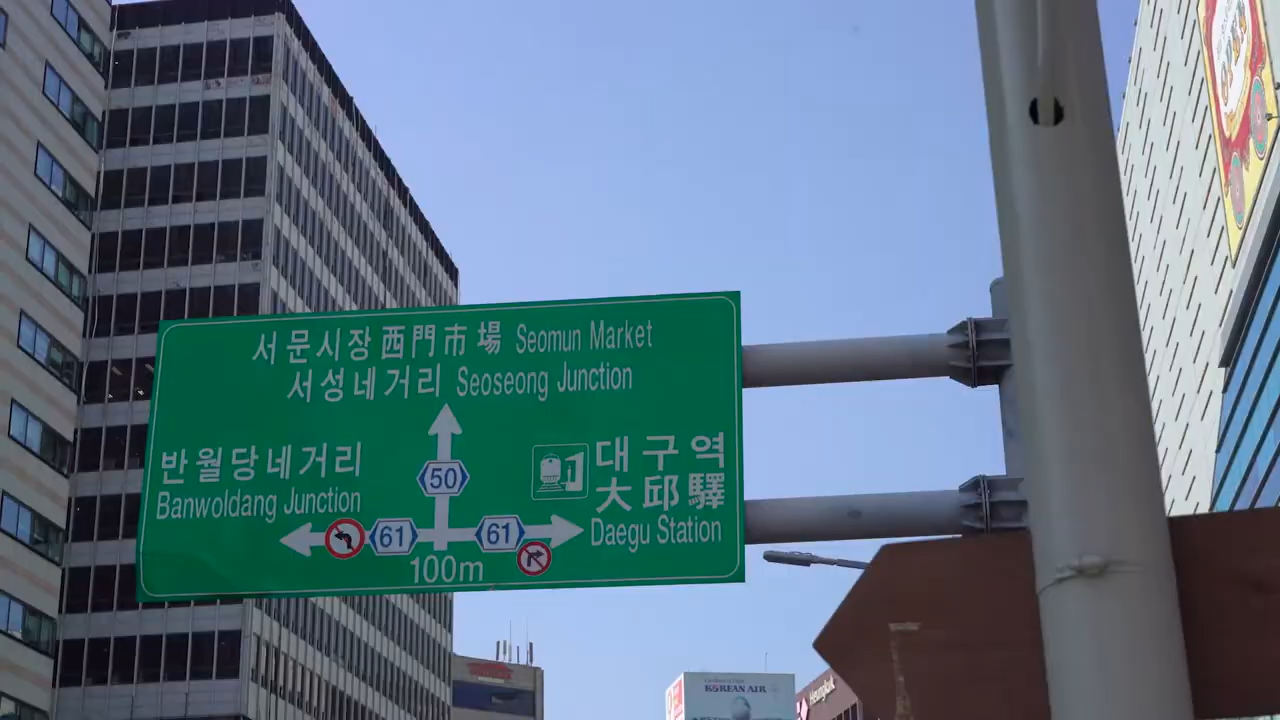 서문시장 西門市場 Seomun Market
서성네거리 Seoseong Junction
50
반월당네거리
Banwoldang Junction
대구역
大邱驛
Daegu Station
61
61
100m
KOREAN AIR